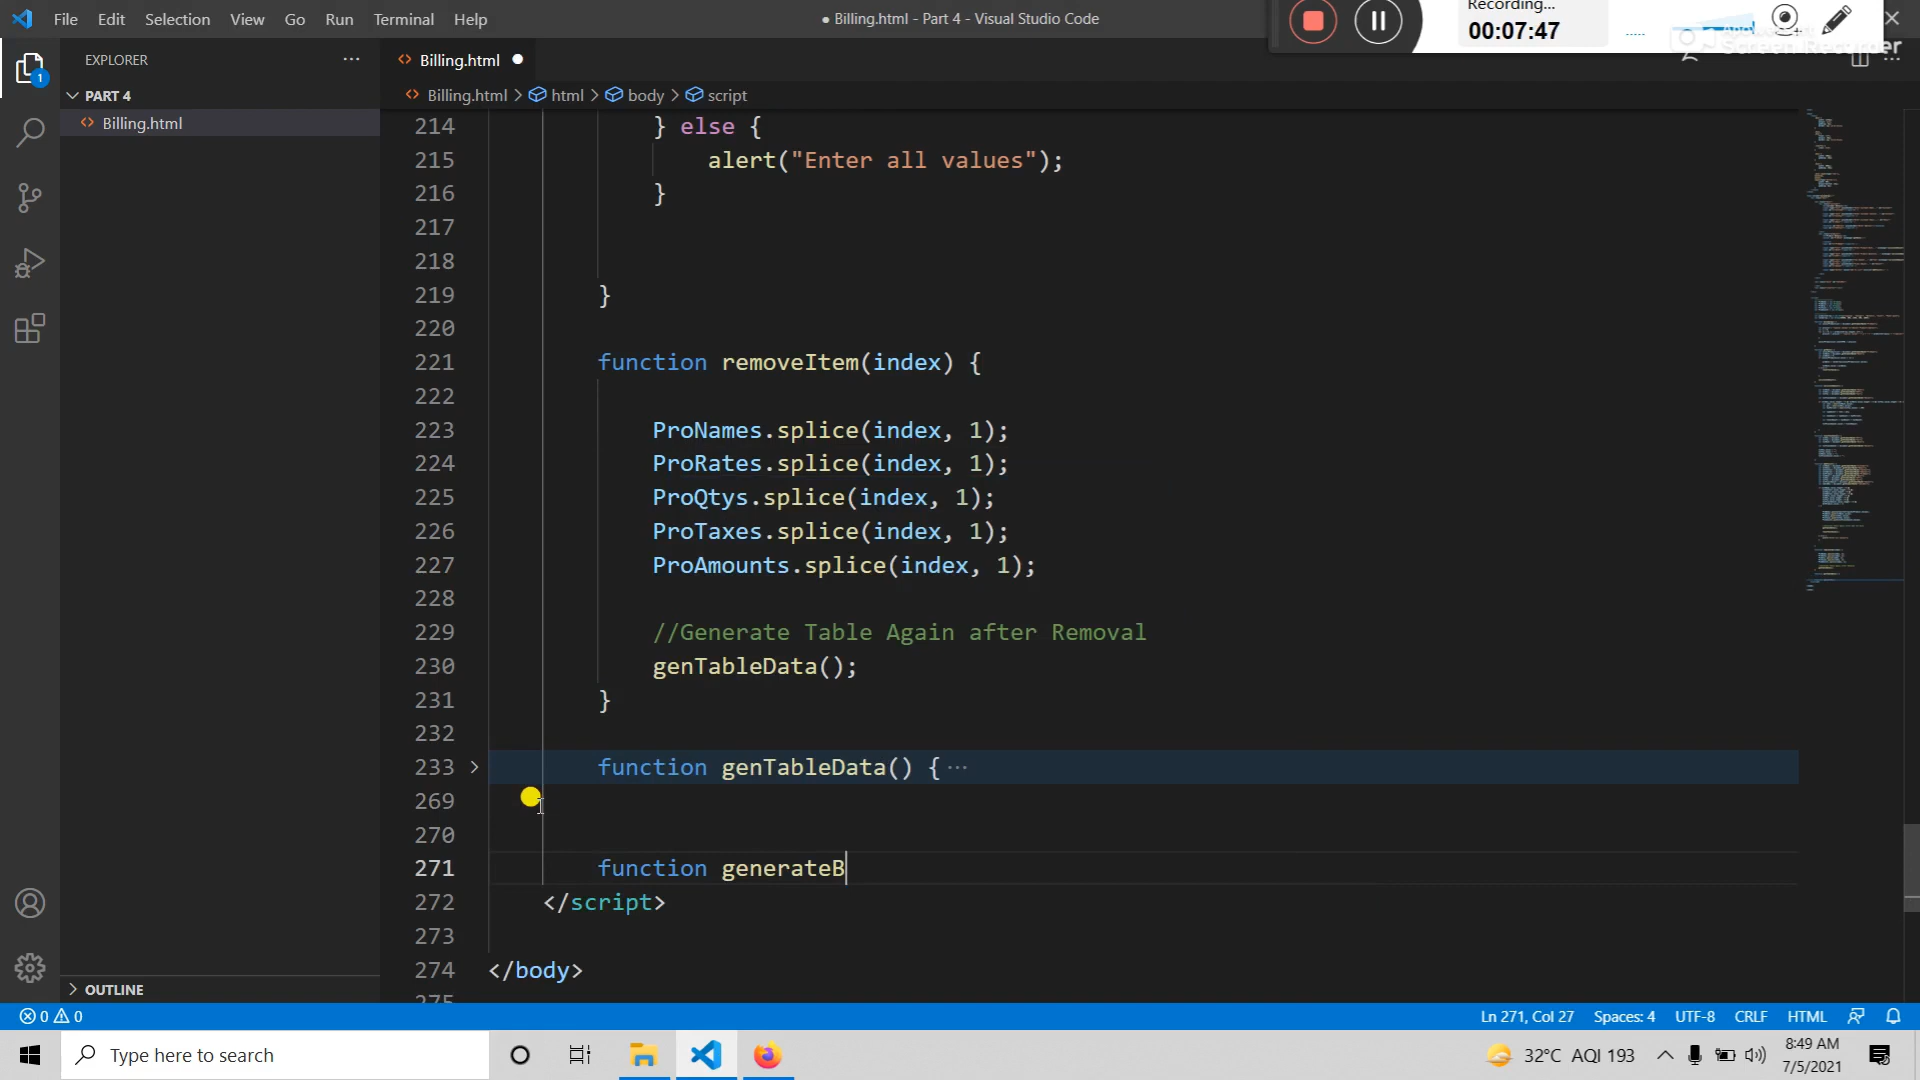 File Edit Selection View Go Run Terminal Help
● Billing.html - Part 4 - Visual Studio Code
Recording...
00:07:47
Screen Recorder
EXPLORER
Billing.html
PART 4
Billing.html > html > body > script
Billing.html
214 } else {
215 alert("Enter all values");
216 }
217
218
219 }
220
221 function removeItem(index) {
222
223 ProNames.splice(index, 1);
224 ProRates.splice(index, 1);
225 ProQtys.splice(index, 1);
226 ProTaxes.splice(index, 1);
227 ProAmounts.splice(index, 1);
228
229 //Generate Table Again after Removal
230 genTableData();
231 }
232
233 function genTableData() { ···
269
270
271 function generateB
272 </script>
273
274 </body>
275
OUTLINE
0 0
Ln 271, Col 27 Spaces: 4 UTF-8 CRLF HTML
Type here to search
32°C AQI 193
8:49 AM
7/5/2021
1